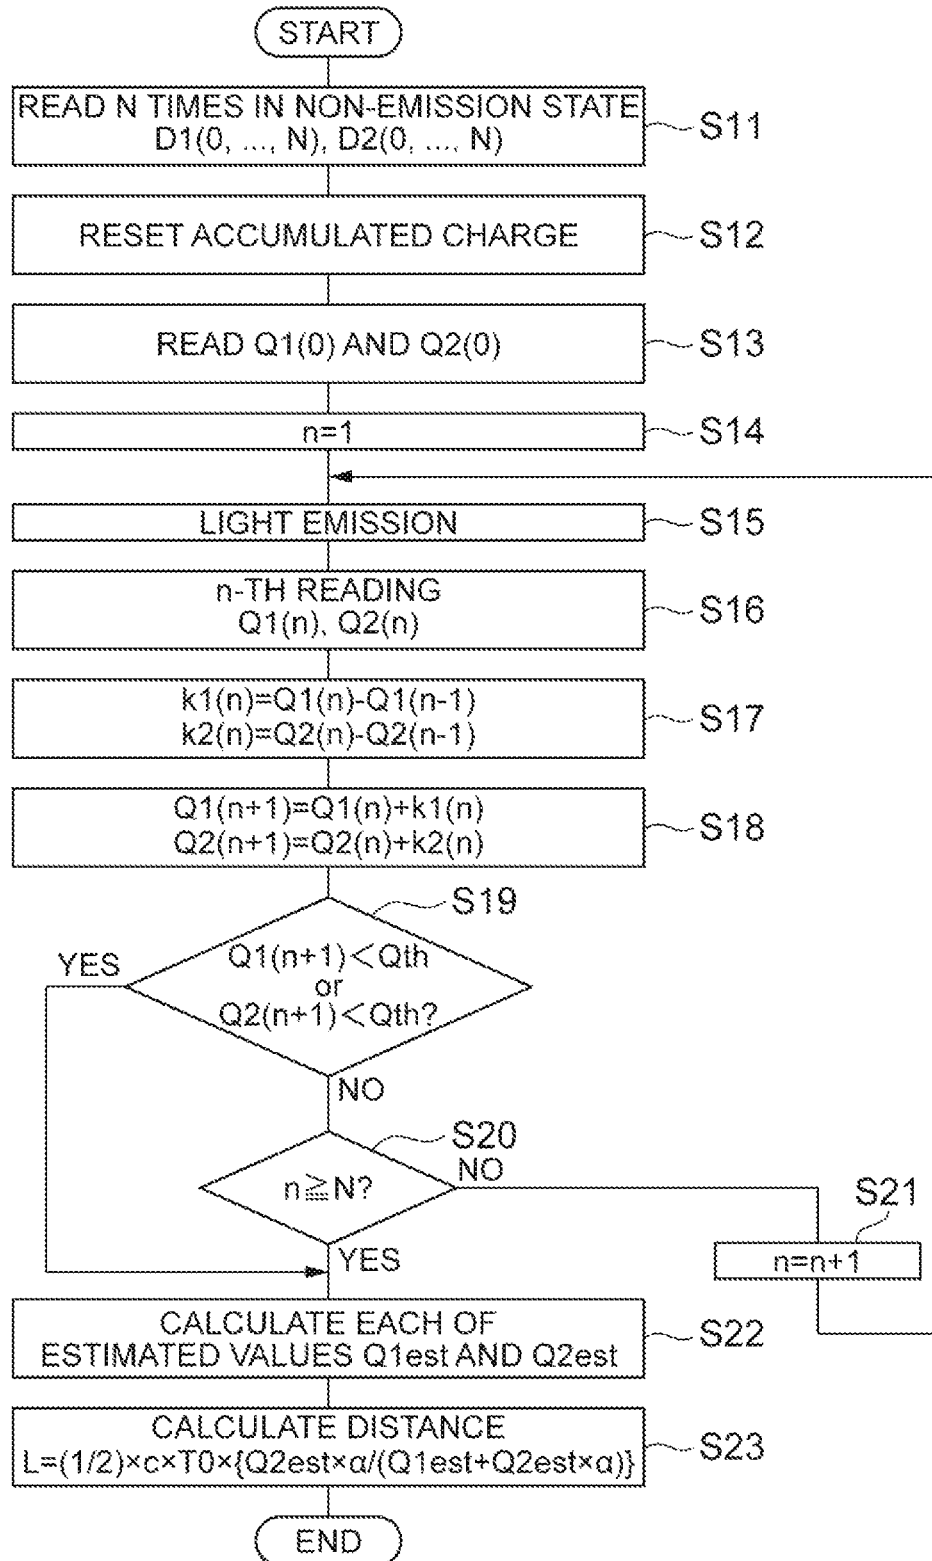 START
READ N TIMES IN NON-EMISSION STATE
D1(0, ..., N), D2(0, ..., N)
S11
RESET ACCUMULATED CHARGE
S12
READ Q1(0) AND Q2(0)
S13
n=1
S14
LIGHT EMISSION
S15
n-TH READING
Q1(n), Q2(n)
S16
k1(n)=Q1(n)-Q1(n-1)
k2(n)=Q2(n)-Q2(n-1)
S17
Q1(n+1)=Q1(n)+k1(n)
Q2(n+1)=Q2(n)+k2(n)
S18
S19
Q1(n+1)<Qth
or
Q2(n+1)<Qth?
YES
NO
S20
n≧N?
NO
YES
S21
n=n+1
CALCULATE EACH OF
ESTIMATED VALUES Q1est AND Q2est
S22
CALCULATE DISTANCE
L=(1/2)×c×T0×{Q2est×α/(Q1est+Q2est×α)}
S23
END